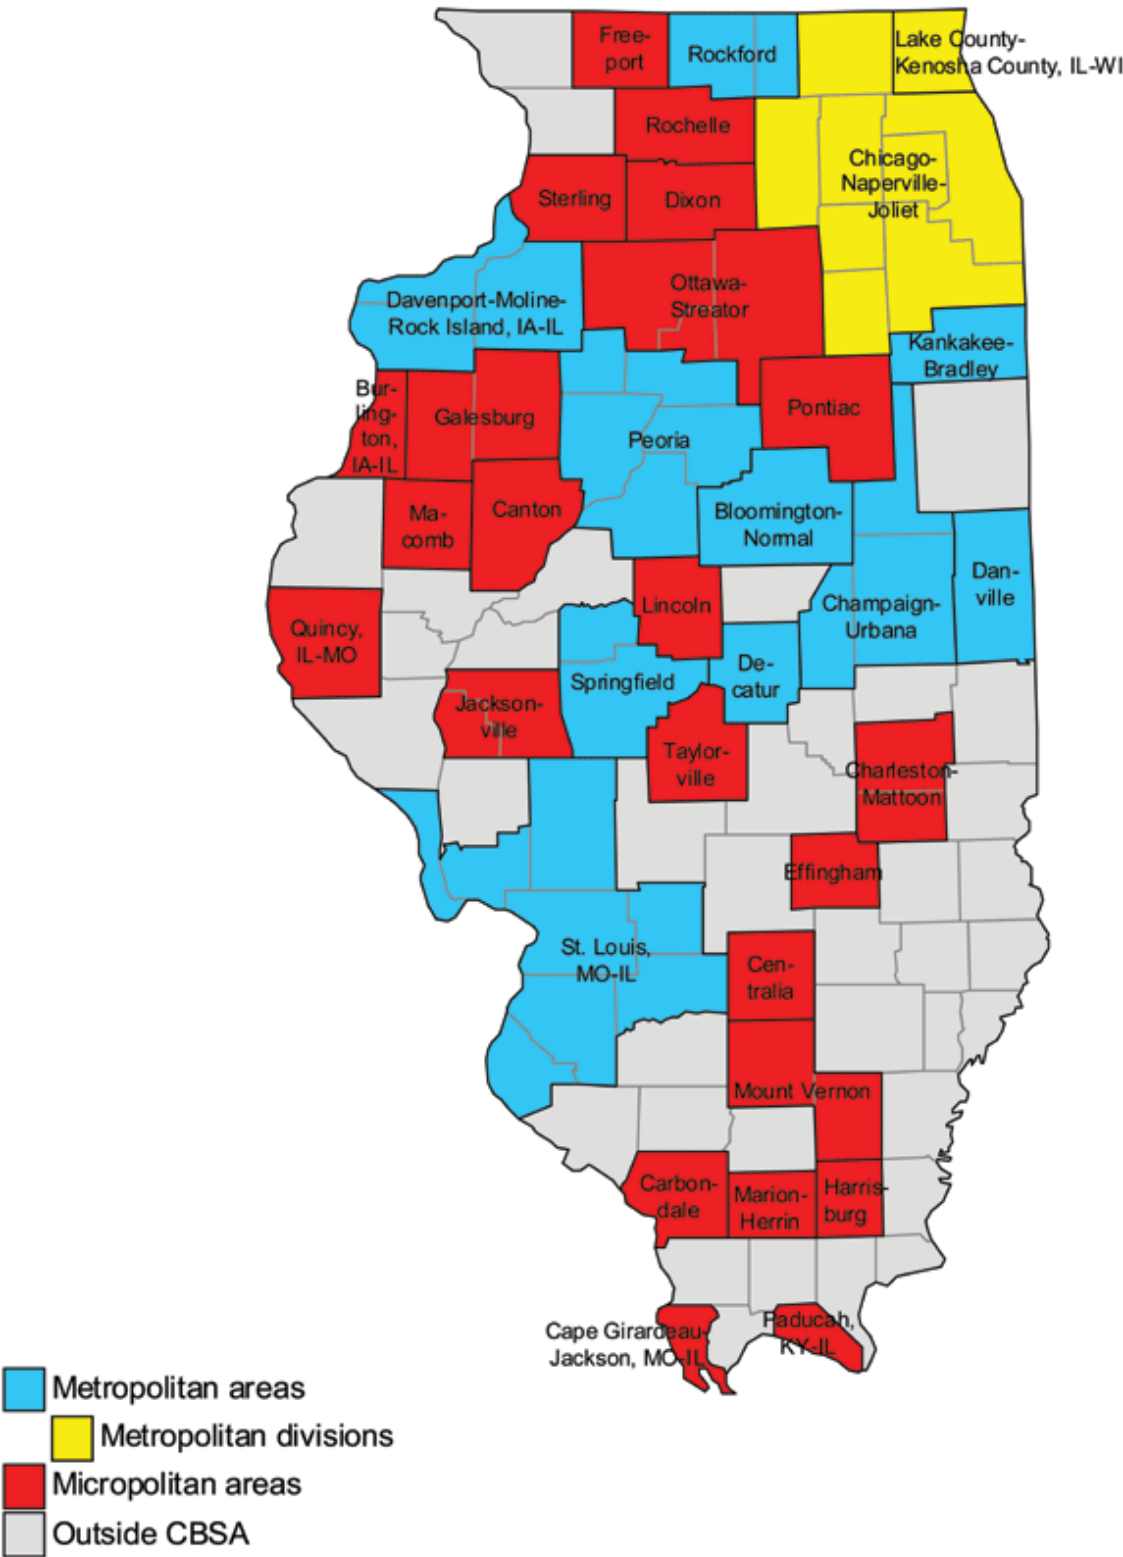 Free-
port
Rockford
Lake County-
Kenosha County, IL-WI
Rochelle
Chicago-
Naperville-
Joliet
Sterling
Dixon
Ottawa-
Streator
Davenport-Moline-
Rock Island, IA-IL
Kankakee-
Bradley
Bur-
ling-
ton,
IA-IL
Galesburg
Pontiac
Peoria
Ma-
comb
Canton
Bloomington-
Normal
Dan-
ville
Lincoln
Champaign-
Urbana
Quincy,
IL-MO
Springfield
De-
catur
Jackson-
ville
Taylor-
ville
Charleston-
Mattoon
Effingham
St. Louis,
MO-IL
Cen-
tralia
Mount Vernon
Carbon-
dale
Marion-
Herrin
Harris-
burg
Cape Girardeau-
Jackson, MO-IL
Paducah,
KY-IL
Metropolitan areas
Metropolitan divisions
Micropolitan areas
Outside CBSA